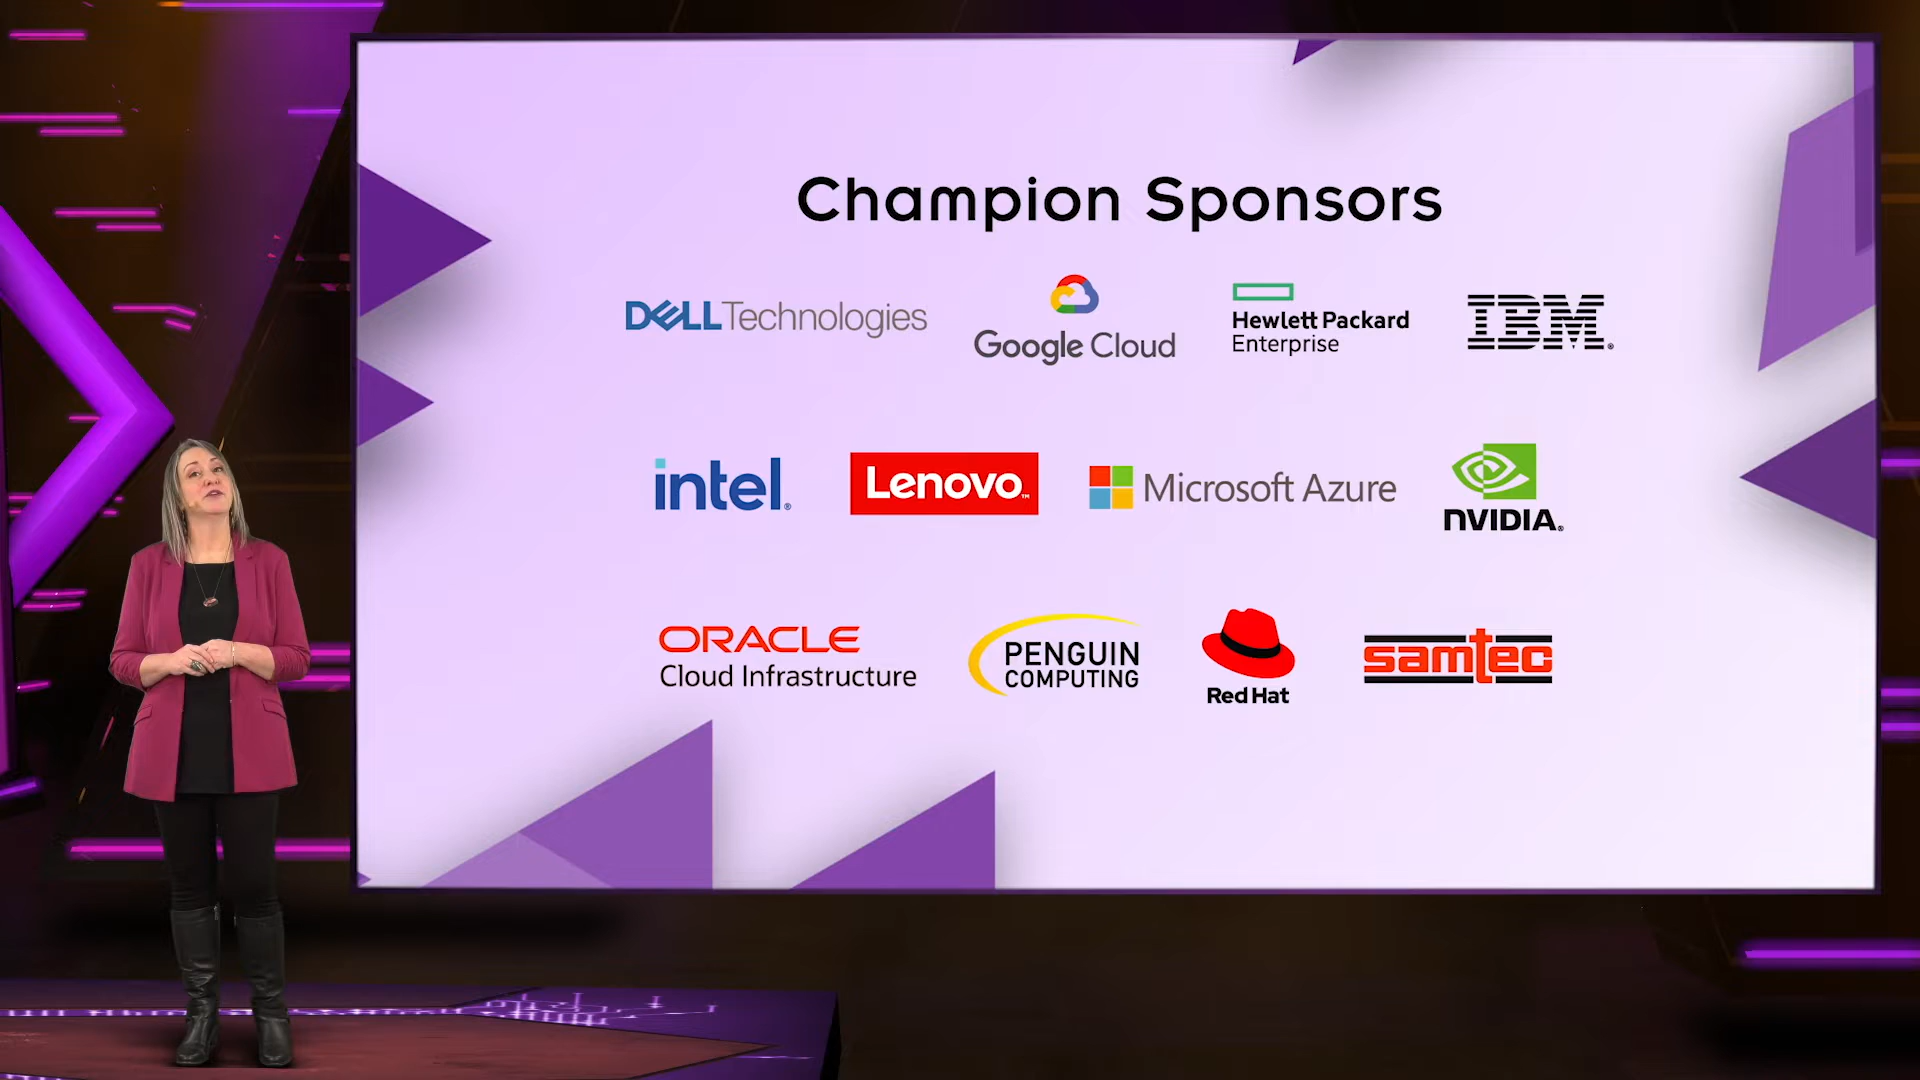 Champion Sponsors
DELL Technologies
Google Cloud
Hewlett Packard
Enterprise
IBM®
intel®
Lenovo™
Microsoft Azure
NVIDIA®
ORACLE
Cloud Infrastructure
PENGUIN
COMPUTING
Red Hat
samtec